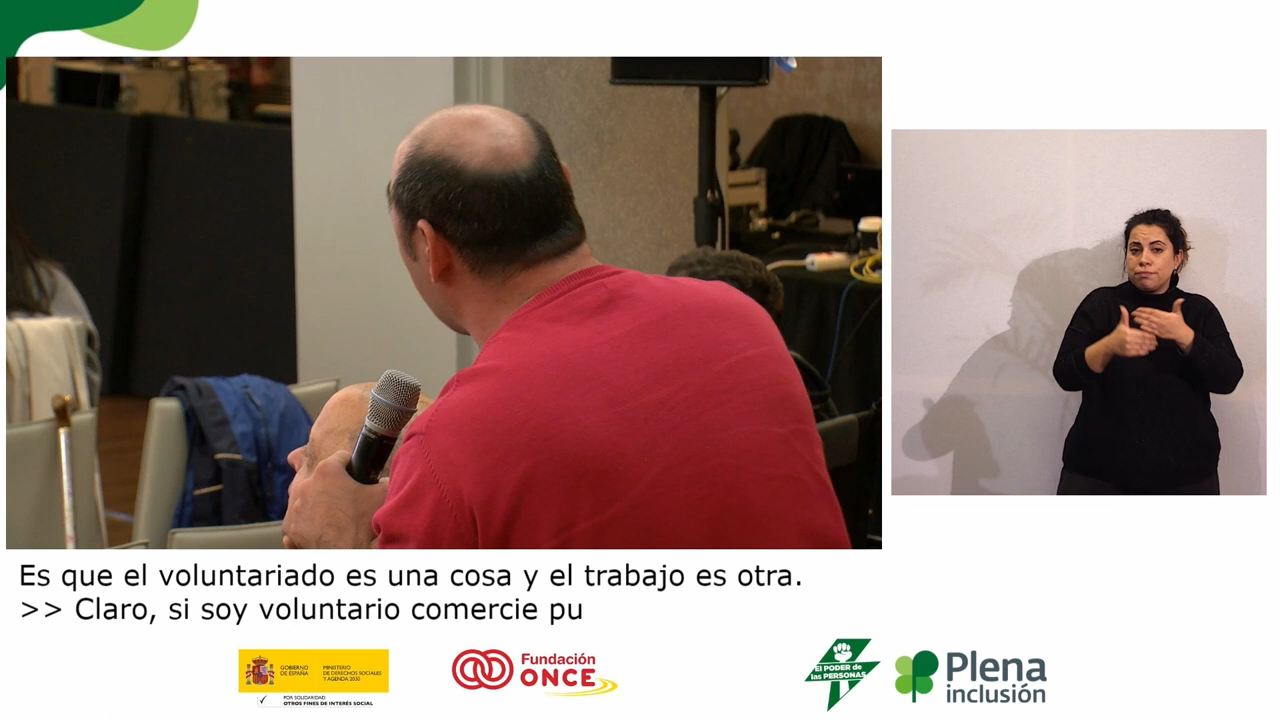 Es que el voluntariado es una cosa y el trabajo es otra.
>> Claro, si soy voluntario comercie pu
GOBIERNO
DE ESPAÑA
MINISTERIO
DE DERECHOS SOCIALES
Y AGENDA 2030
POR SOLIDARIDAD
OTROS FINES DE INTERÉS SOCIAL
Fundación
ONCE
EL PODER de
las PERSONAS
Plena
inclusión